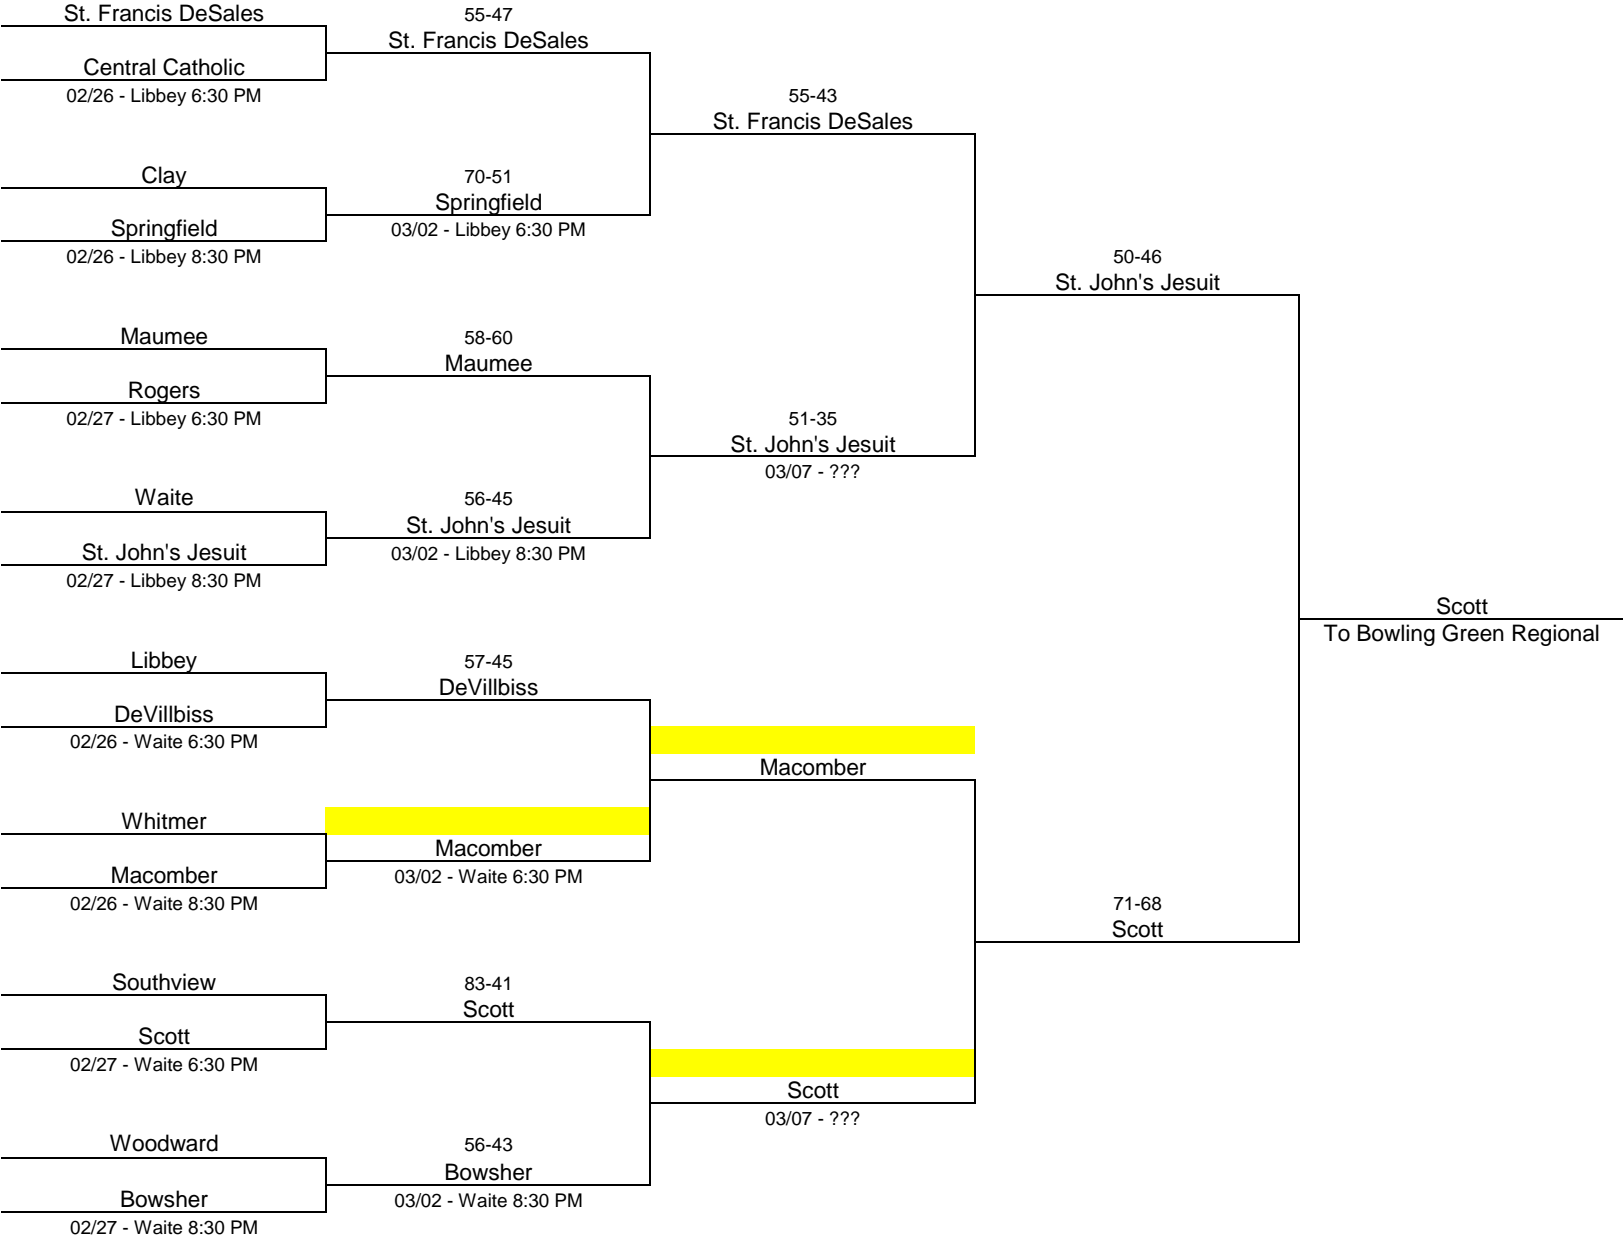 St. Francis DeSales
Central Catholic
02/26 - Libbey 6:30 PM
Clay
Springfield
02/26 - Libbey 8:30 PM
Maumee
Rogers
02/27 - Libbey 6:30 PM
Waite
St. John's Jesuit
02/27 - Libbey 8:30 PM
Libbey
DeVillbiss
02/26 - Waite 6:30 PM
Whitmer
Macomber
02/26 - Waite 8:30 PM
Southview
Scott
02/27 - Waite 6:30 PM
Woodward
Bowsher
02/27 - Waite 8:30 PM
55-47
St. Francis DeSales
70-51
Springfield
03/02 - Libbey 6:30 PM
58-60
Maumee
56-45
St. John's Jesuit
03/02 - Libbey 8:30 PM
57-45
DeVillbiss
Macomber
03/02 - Waite 6:30 PM
83-41
Scott
56-43
Bowsher
03/02 - Waite 8:30 PM
55-43
St. Francis DeSales
51-35
St. John's Jesuit
03/07 - ???
Macomber
Scott
03/07 - ???
50-46
St. John's Jesuit
71-68
Scott
Scott
To Bowling Green Regional